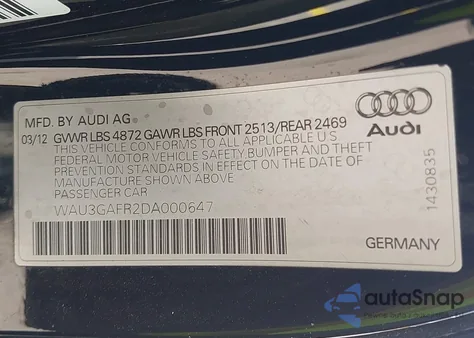 MFD. BY AUDI AG
03/12 GVWR LBS 4872 GAWR LBS FRONT 2513/REAR 2469
THIS VEHICLE CONFORMS TO ALL APPLICABLE U.S
FEDERAL MOTOR VEHICLE SAFETY, BUMPER AND THEFT
PREVENTION STANDARDS IN EFFECT ON THE DATE OF
MANUFACTURE SHOWN ABOVE
PASSENGER CAR
WAU3GAFR2DA000647
Audi
1430835
GERMANY
autoSnap